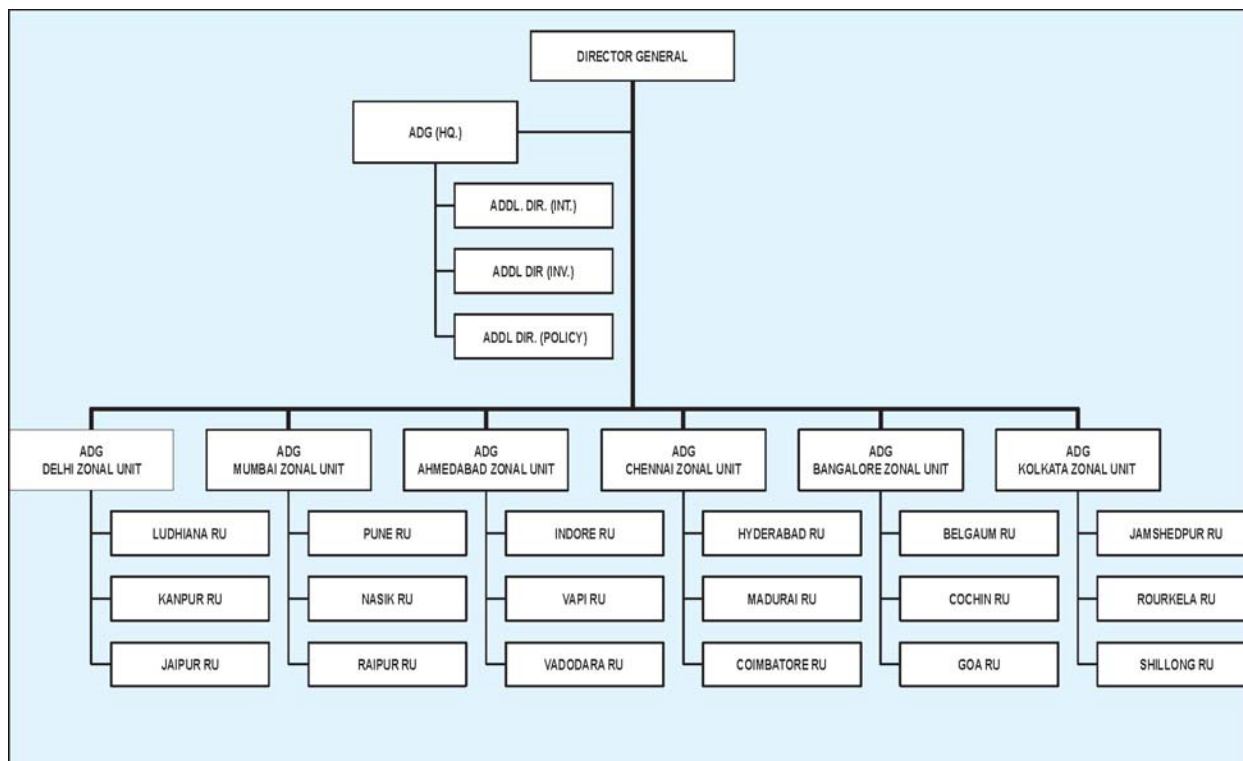 DIRECTOR GENERAL
ADG (HQ.)
ADDL. DIR. (INT.)
ADDL DIR (INV.)
ADDL DIR. (POLICY)
ADG
DELHI ZONAL UNIT
LUDHIANA RU
KANPUR RU
JAIPUR RU
ADG
MUMBAI ZONAL UNIT
PUNE RU
NASIK RU
RAIPUR RU
ADG
AHMEDABAD ZONAL UNIT
INDORE RU
VAPI RU
VADODARA RU
ADG
CHENNAI ZONAL UNIT
HYDERABAD RU
MADURAI RU
COIMBATORE RU
ADG
BANGALORE ZONAL UNIT
BELGAUM RU
COCHIN RU
GOA RU
ADG
KOLKATA ZONAL UNIT
JAMSHEDPUR RU
ROURKELA RU
SHILLONG RU